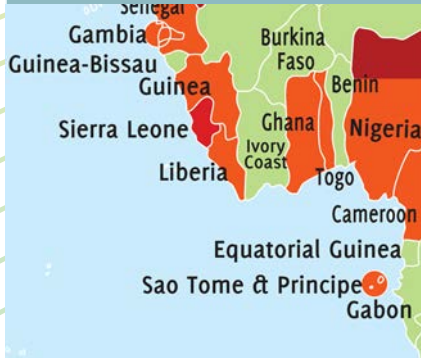 Senegal
Gambia
Guinea-Bissau
Guinea
Sierra Leone
Liberia
Burkina
Faso
Ivory
Coast
Ghana
Togo
Benin
Nigeria
Cameroon
Equatorial Guinea
Sao Tome & Principe
Gabon